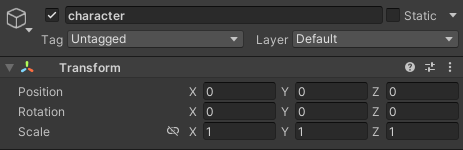 character Static
Tag Untagged Layer Default
Transform
Position X 0 Y 0 Z 0
Rotation X 0 Y 0 Z 0
Scale X 1 Y 1 Z 1